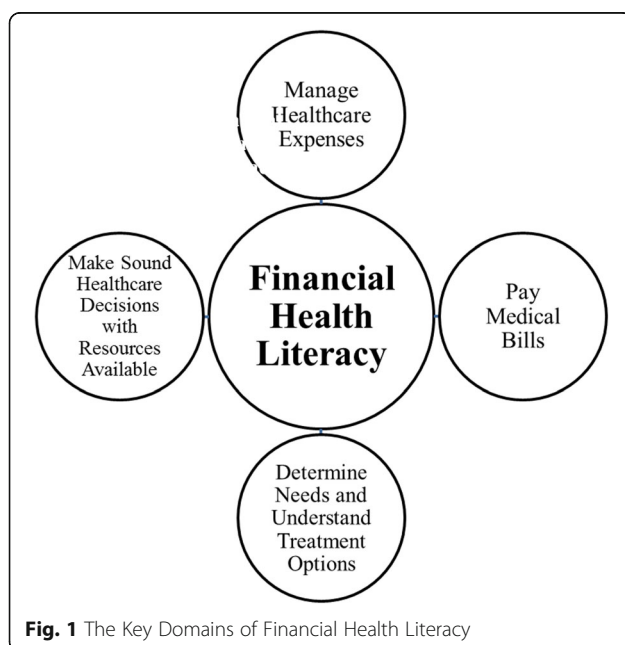 Manage
Healthcare
Expenses
Make Sound
Healthcare
Decisions
with
Resources
Available
Financial
Health
Literacy
Pay
Medical
Bills
Determine
Needs and
Understand
Treatment
Options
Fig. 1 The Key Domains of Financial Health Literacy